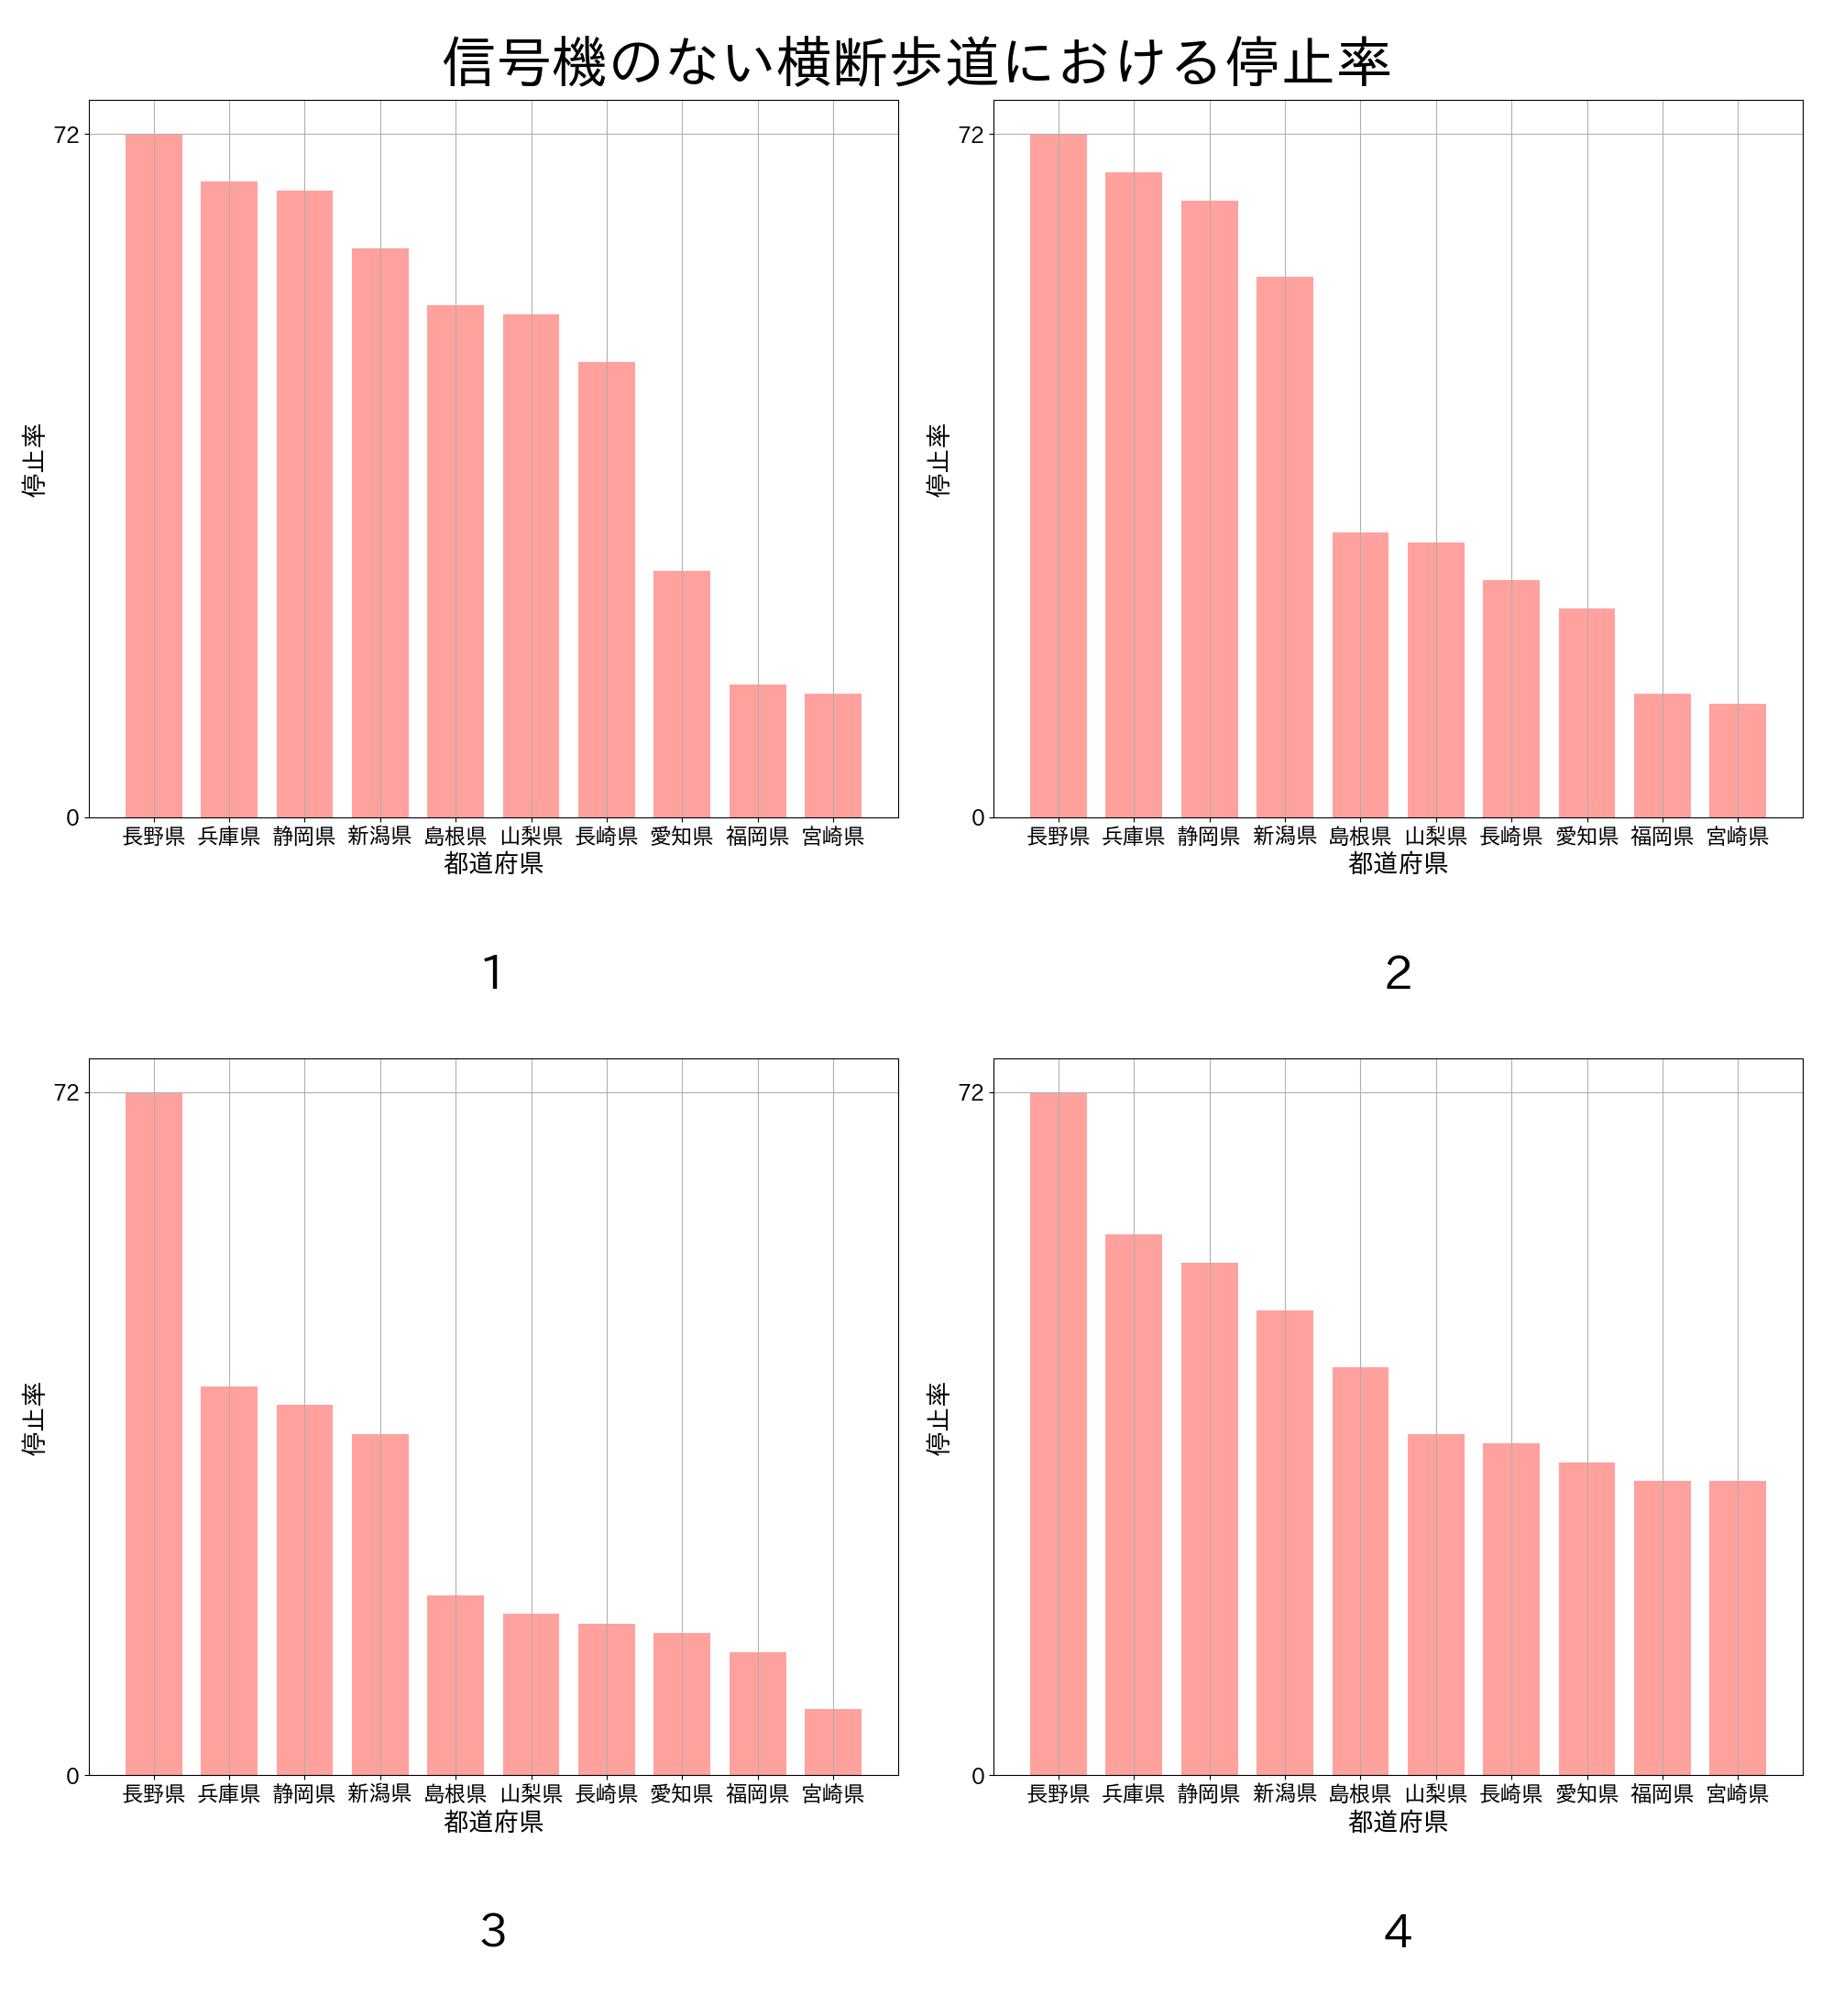 信号機のない横断歩道における停止率
72
停止率
0
長野県 兵庫県 静岡県 新潟県 島根県 山梨県 長崎県 愛知県 福岡県 宮崎県
都道府県
1
72
停止率
0
長野県 兵庫県 静岡県 新潟県 島根県 山梨県 長崎県 愛知県 福岡県 宮崎県
都道府県
2
72
停止率
0
長野県 兵庫県 静岡県 新潟県 島根県 山梨県 長崎県 愛知県 福岡県 宮崎県
都道府県
3
72
停止率
0
長野県 兵庫県 静岡県 新潟県 島根県 山梨県 長崎県 愛知県 福岡県 宮崎県
都道府県
4